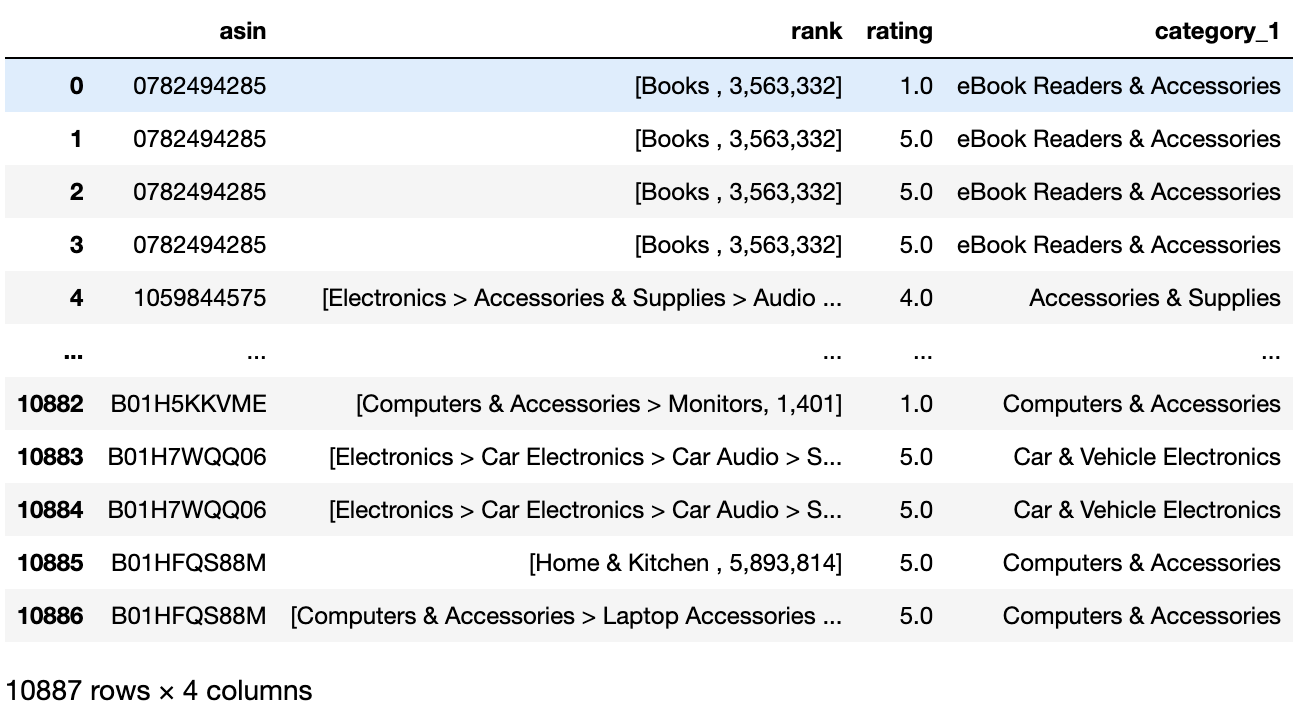 asin rank rating category_1
0 0782494285 [Books , 3,563,332] 1.0 eBook Readers & Accessories
1 0782494285 [Books , 3,563,332] 5.0 eBook Readers & Accessories
2 0782494285 [Books , 3,563,332] 5.0 eBook Readers & Accessories
3 0782494285 [Books , 3,563,332] 5.0 eBook Readers & Accessories
4 1059844575 [Electronics > Accessories & Supplies > Audio ... 4.0 Accessories & Supplies
... ... ... ... ...
10882 B01H5KKVME [Computers & Accessories > Monitors, 1,401] 1.0 Computers & Accessories
10883 B01H7WQQ06 [Electronics > Car Electronics > Car Audio > S... 5.0 Car & Vehicle Electronics
10884 B01H7WQQ06 [Electronics > Car Electronics > Car Audio > S... 5.0 Car & Vehicle Electronics
10885 B01HFQS88M [Home & Kitchen , 5,893,814] 5.0 Computers & Accessories
10886 B01HFQS88M [Computers & Accessories > Laptop Accessories ... 5.0 Computers & Accessories
10887 rows × 4 columns